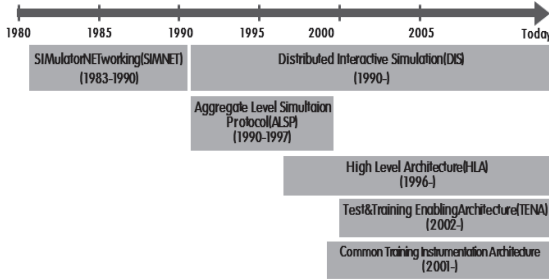 1980 1985 1990 1995 2000 2005 Today
SIMulatorNETworking(SIMNET)
(1983-1990)
Distributed Interactive Simulation(DIS)
(1990-)
Aggregate Level Simultaion
Protocol(ALSP)
(1990-1997)
High Level Architecture(HLA)
(1996-)
Test&Training EnablingArchitecture(TENA)
(2002-)
Common Training Instrumentation Architecture
(2001-)